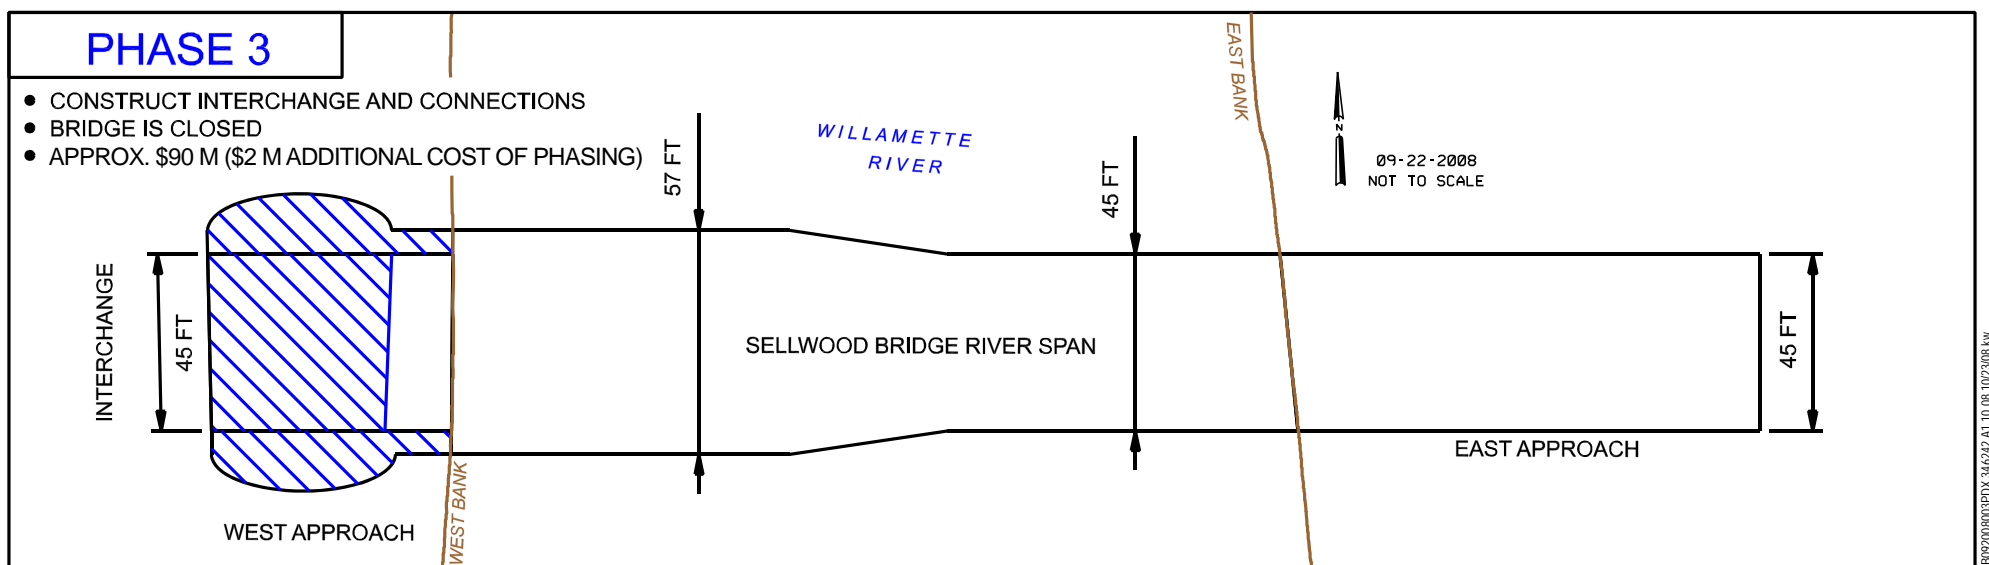 PHASE 3
● CONSTRUCT INTERCHANGE AND CONNECTIONS
● BRIDGE IS CLOSED
● APPROX. $90 M ($2 M ADDITIONAL COST OF PHASING)
57 FT
WILLAMETTE
RIVER
45 FT
EAST BANK
N
09-22-2008
NOT TO SCALE
INTERCHANGE
45 FT
SELLWOOD BRIDGE RIVER SPAN
45 FT
EAST APPROACH
WEST APPROACH
WEST BANK